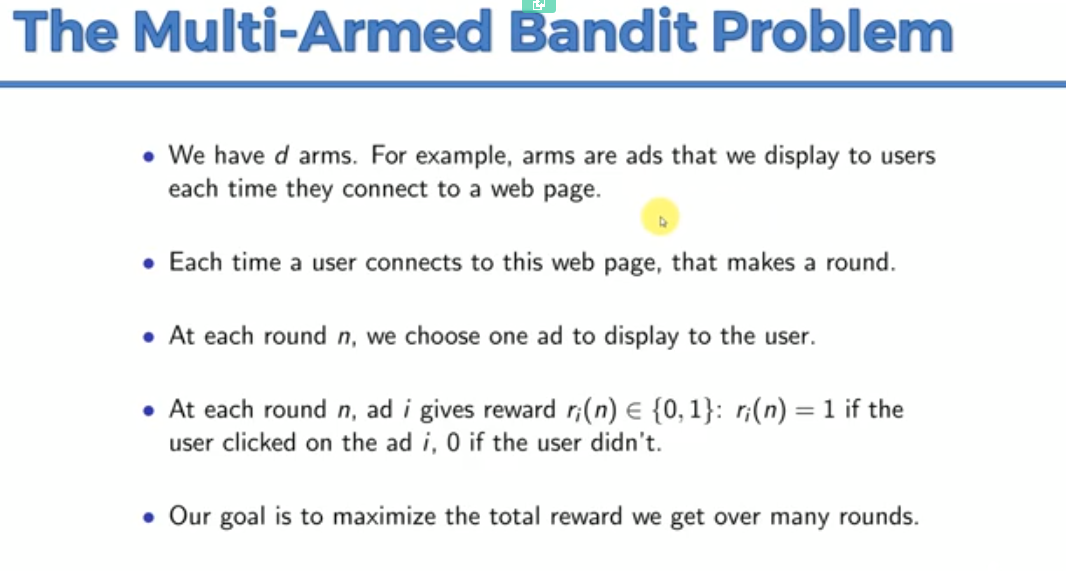 The Multi-Armed Bandit Problem
• We have d arms. For example, arms are ads that we display to users
each time they connect to a web page.
• Each time a user connects to this web page, that makes a round.
• At each round n, we choose one ad to display to the user.
• At each round n, ad i gives reward rᵢ(n) ∈ {0, 1}: rᵢ(n) = 1 if the
user clicked on the ad i, 0 if the user didn't.
• Our goal is to maximize the total reward we get over many rounds.